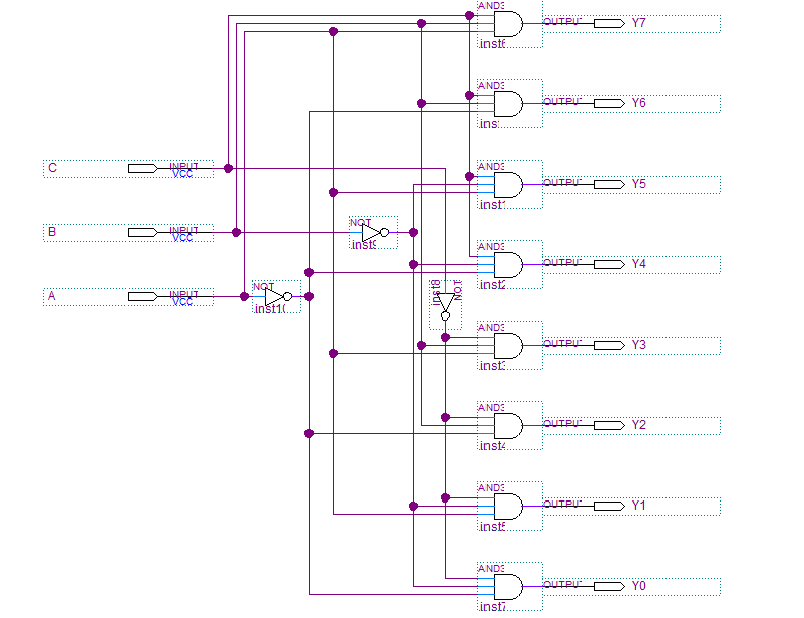 AND3
OUTPUT Y7
inst6
AND3
OUTPUT Y6
inst
C INPUT
VCC
AND3
OUTPUT Y5
inst1
B INPUT
VCC
NOT
inst9
AND3
OUTPUT Y4
inst2
A INPUT
VCC
NOT
inst10
inst8
NOT
AND3
OUTPUT Y3
inst3
AND3
OUTPUT Y2
inst4
AND3
OUTPUT Y1
inst5
AND3
OUTPUT Y0
inst7